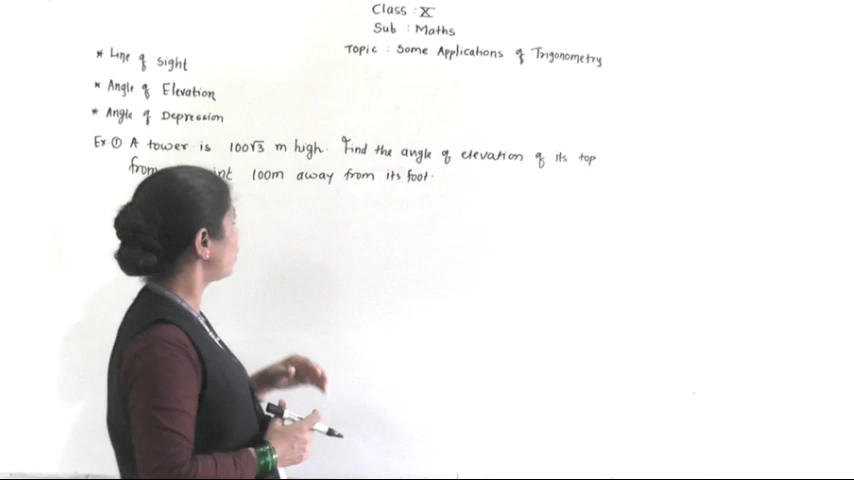 Class : X
Sub : Maths
Topic : Some Applications of Trigonometry
* Line of sight
* Angle of Elevation
* Angle of Depression
Ex. ① A tower is 100√3 m high. Find the angle of elevation of its top
from 100m away from its foot.